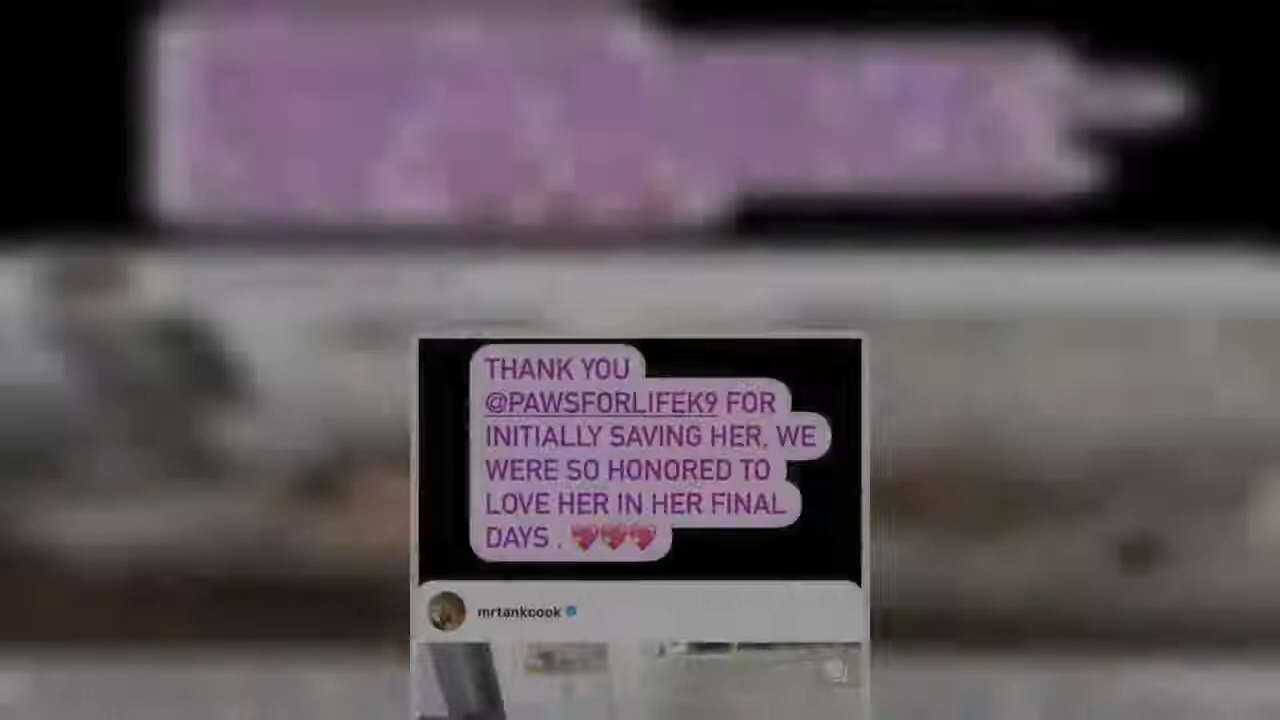 THANK YOU
@PAWSFORLIFEK9 FOR
INITIALLY SAVING HER. WE
WERE SO HONORED TO
LOVE HER IN HER FINAL
DAYS . 💖💖💖
mrtankcook